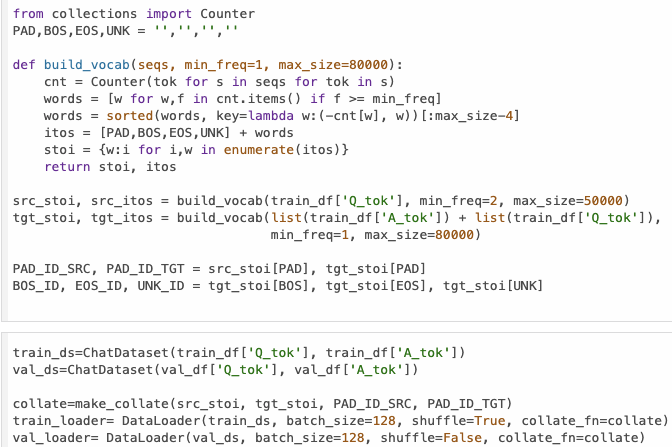 from collections import Counter
PAD,BOS,EOS,UNK = '','','',''
def build_vocab(seqs, min_freq=1, max_size=80000):
    cnt = Counter(tok for s in seqs for tok in s)
    words = [w for w,f in cnt.items() if f >= min_freq]
    words = sorted(words, key=lambda w:(-cnt[w], w))[:max_size-4]
    itos = [PAD,BOS,EOS,UNK] + words
    stoi = {w:i for i,w in enumerate(itos)}
    return stoi, itos
src_stoi, src_itos = build_vocab(train_df['Q_tok'], min_freq=2, max_size=50000)
tgt_stoi, tgt_itos = build_vocab(list(train_df['A_tok']) + list(train_df['Q_tok']),
                                 min_freq=1, max_size=80000)
PAD_ID_SRC, PAD_ID_TGT = src_stoi[PAD], tgt_stoi[PAD]
BOS_ID, EOS_ID, UNK_ID = tgt_stoi[BOS], tgt_stoi[EOS], tgt_stoi[UNK]
train_ds=ChatDataset(train_df['Q_tok'], train_df['A_tok'])
val_ds=ChatDataset(val_df['Q_tok'], val_df['A_tok'])
collate=make_collate(src_stoi, tgt_stoi, PAD_ID_SRC, PAD_ID_TGT)
train_loader= DataLoader(train_ds, batch_size=128, shuffle=True, collate_fn=collate)
val_loader= DataLoader(val_ds, batch_size=128, shuffle=False, collate_fn=collate)